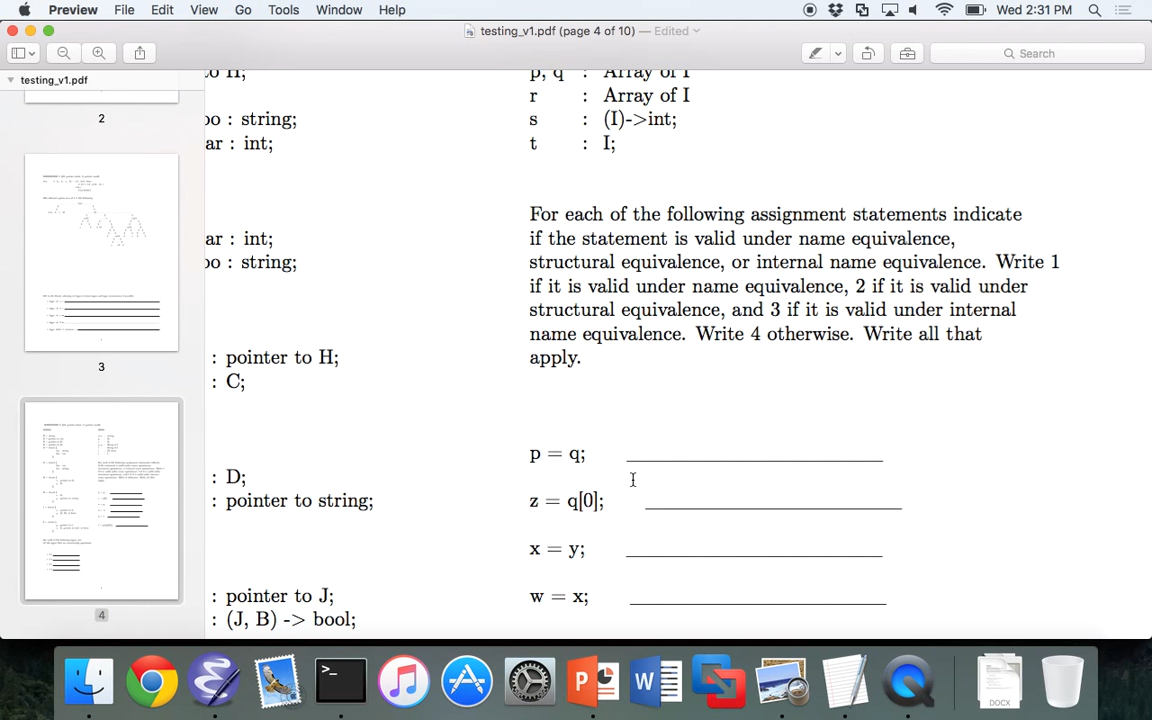 Preview File Edit View Go Tools Window Help Wed 2:31 PM
testing_v1.pdf (page 4 of 10) — Edited
Search
testing_v1.pdf
2
3
4
to H;
oo : string;
ar : int;
ar : int;
oo : string;
: pointer to H;
: C;
: D;
: pointer to string;
: pointer to J;
: (J, B) -> bool;
p, q : Array of I
r : Array of I
s : (I)->int;
t : I;
For each of the following assignment statements indicate
if the statement is valid under name equivalence,
structural equivalence, or internal name equivalence. Write 1
if it is valid under name equivalence, 2 if it is valid under
structural equivalence, and 3 if it is valid under internal
name equivalence. Write 4 otherwise. Write all that
apply.
p = q;
z = q[0];
x = y;
w = x;
P
W
DOCX